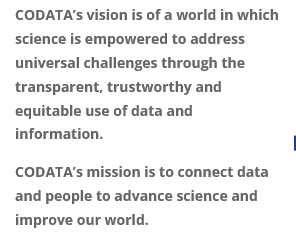 CODATA’s vision is of a world in which
science is empowered to address
universal challenges through the
transparent, trustworthy and
equitable use of data and
information.
CODATA’s mission is to connect data
and people to advance science and
improve our world.